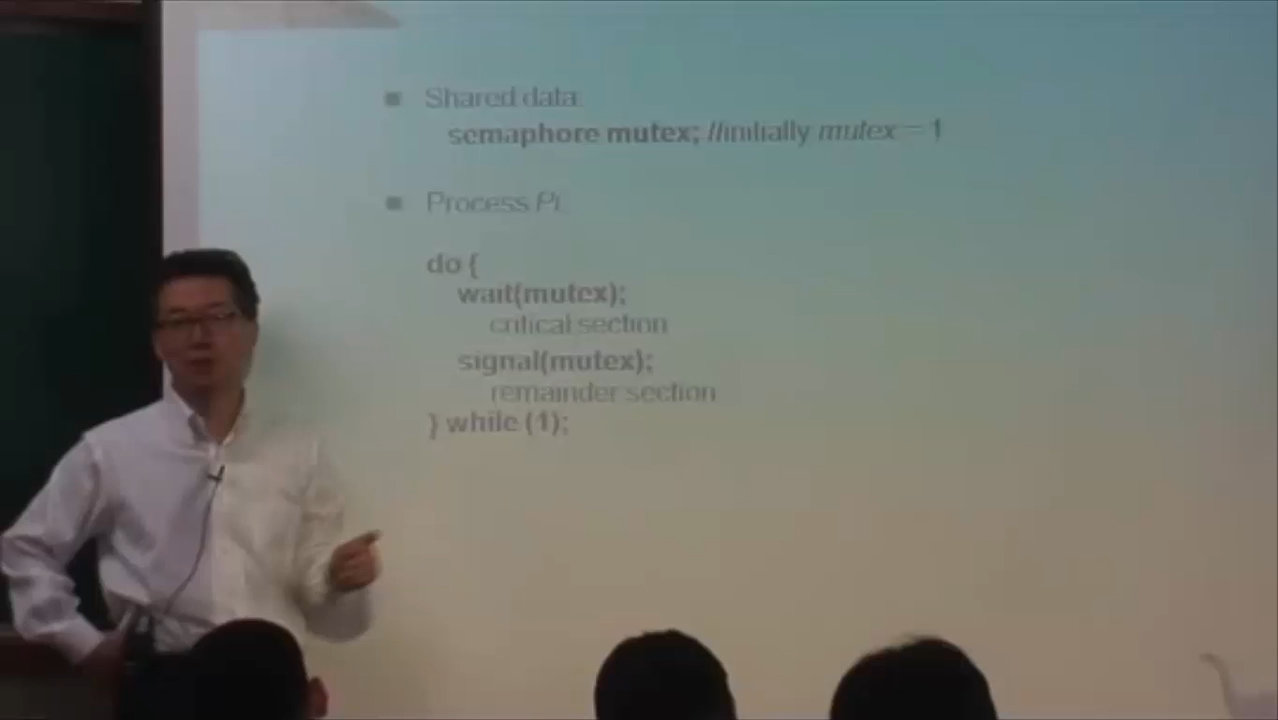 Shared data:
semaphore mutex; //initially mutex = 1
Process Pi:
do {
wait(mutex);
critical section
signal(mutex);
remainder section
} while (1);